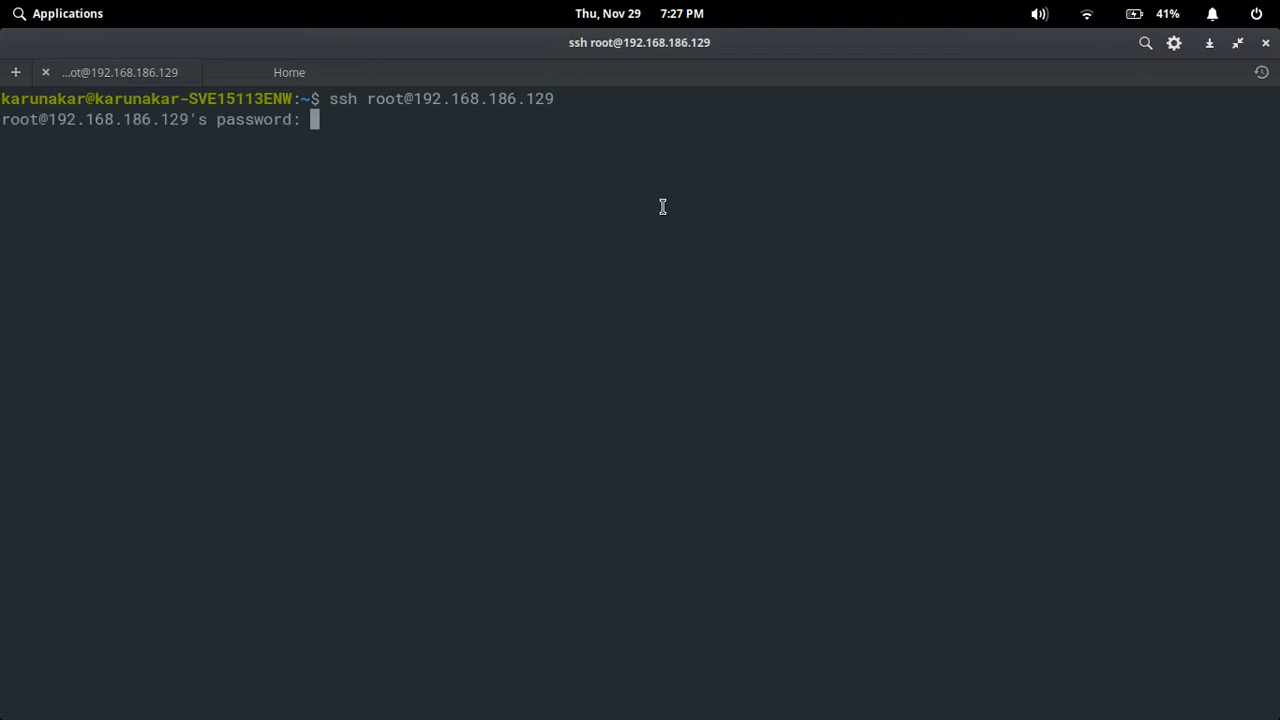 Applications
Thu, Nov 29 7:27 PM
41%
ssh root@192.168.186.129
...ot@192.168.186.129
Home
karunakar@karunakar-SVE15113ENW:~$ ssh root@192.168.186.129
root@192.168.186.129's password: